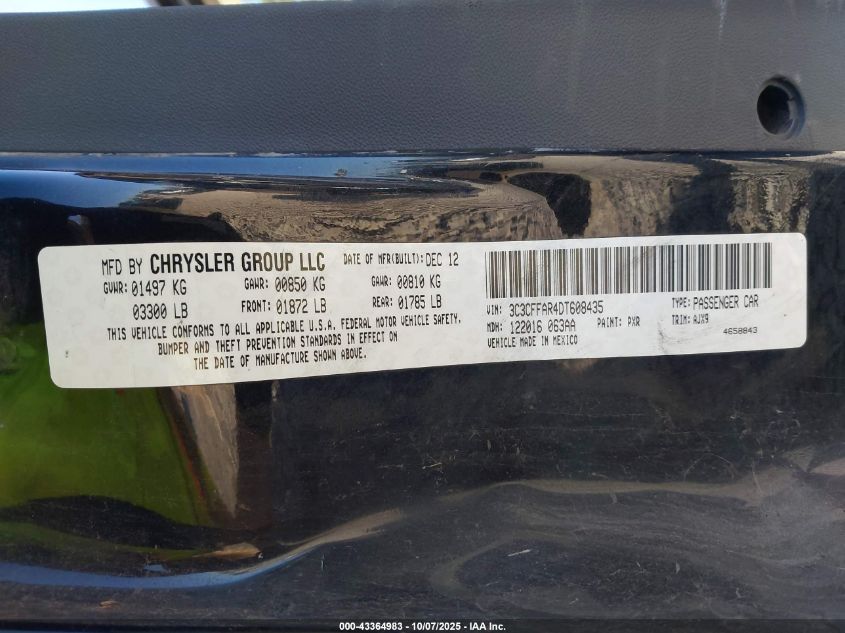 MFD BY CHRYSLER GROUP LLC DATE OF MFR(BUILT): DEC 12
GVWR: 01497 KG GAWR: 00850 KG GAWR: 00810 KG
03300 LB FRONT: 01872 LB REAR: 01785 LB
THIS VEHICLE CONFORMS TO ALL APPLICABLE U.S.A. FEDERAL MOTOR VEHICLE SAFETY,
BUMPER AND THEFT PREVENTION STANDARDS IN EFFECT ON
THE DATE OF MANUFACTURE SHOWN ABOVE.
VIN: 3C3CFFAR4DT608435 TYPE: PASSENGER CAR
MDH: 122016 063AA PAINT: PXR TRIM: AJX9
VEHICLE MADE IN MEXICO 4658843
000-43364983 - 10/07/2025 - IAA Inc.